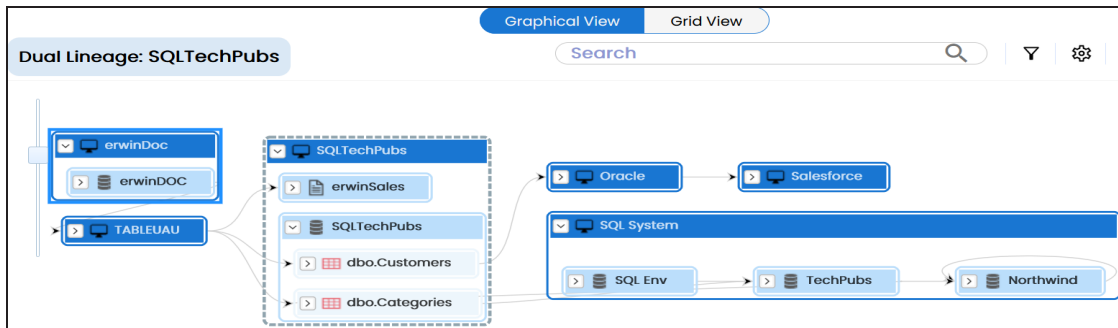 Graphical View
Grid View
Dual Lineage: SQLTechPubs
Search
erwinDoc
erwinDOC
TABLEUAU
SQLTechPubs
erwinSales
SQLTechPubs
dbo.Customers
dbo.Categories
Oracle
Salesforce
SQL System
SQL Env
TechPubs
Northwind